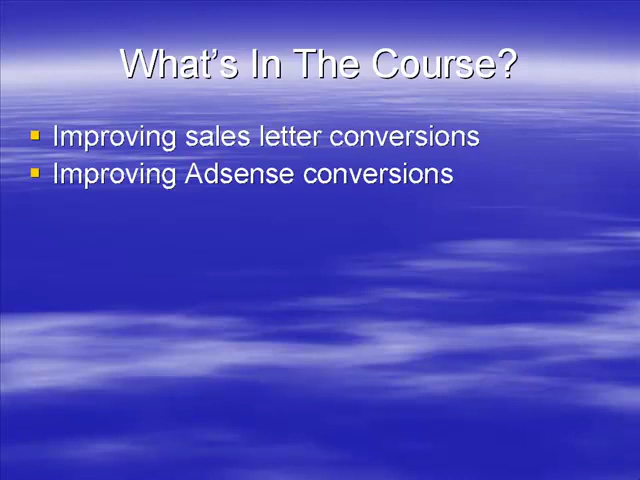 What's In The Course?
Improving sales letter conversions
Improving Adsense conversions